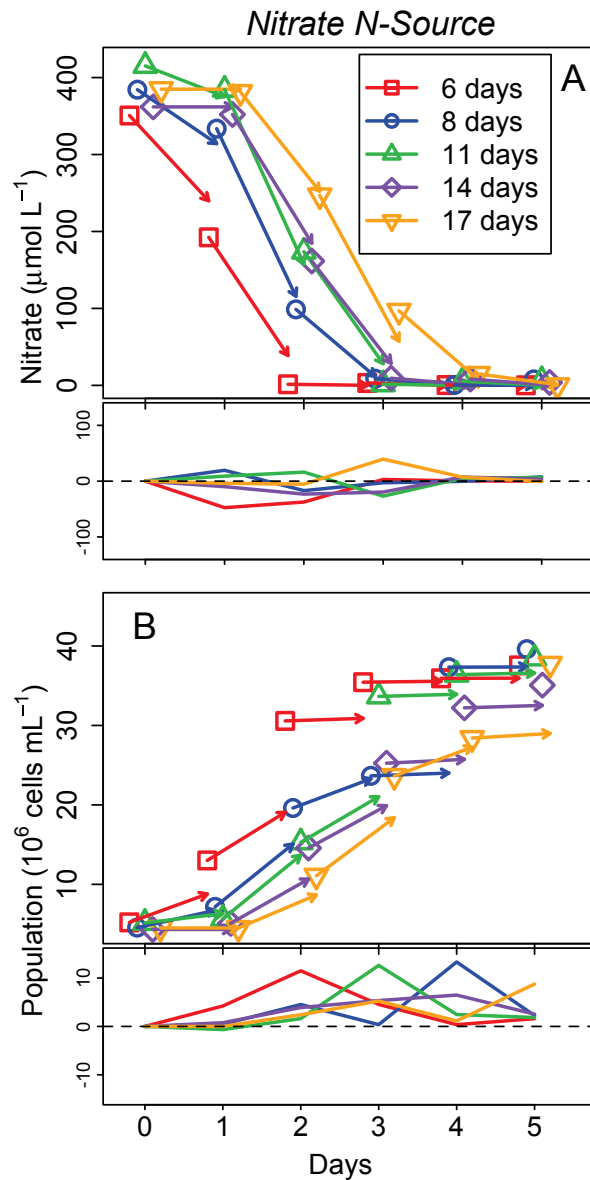 Nitrate N-Source
A
6 days
8 days
11 days
14 days
17 days
Nitrate (μmol L⁻¹)
400
300
200
100
0
100
0
-100
B
Population (10⁶ cells mL⁻¹)
40
30
20
10
10
0
-10
0 1 2 3 4 5
Days